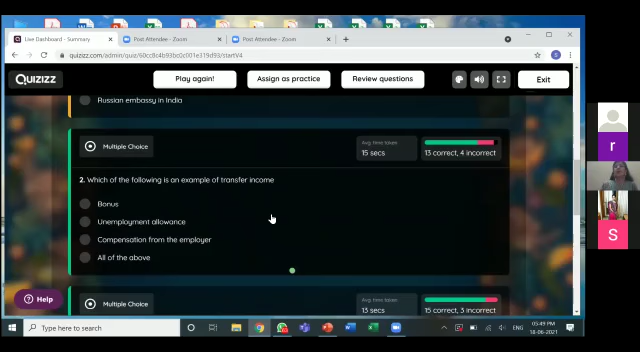 Live Dashboard - Summary
Post Attendee - Zoom
Post Attendee - Zoom
quizizz.com/admin/quiz/60cc8c4b93be2c001e319d93/startV4
S
QUIZIZZ
Play again!
Assign as practice
Review questions
Exit
Russian embassy in India
Multiple Choice
Avg. time taken
15 secs
13 correct, 4 incorrect
2. Which of the following is an example of transfer income
Bonus
Unemployment allowance
Compensation from the employer
All of the above
Help
Multiple Choice
Avg. time taken
13 secs
15 correct, 3 incorrect
Type here to search
ENG
05:49 PM
18-06-2021
r
S